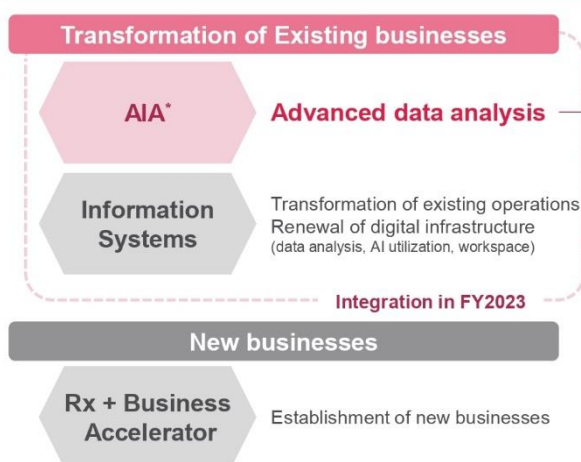 Transformation of Existing businesses
AIA*
Advanced data analysis
Information
Systems
Transformation of existing operations
Renewal of digital infrastructure
(data analysis, AI utilization, workspace)
Integration in FY2023
New businesses
Rx + Business
Accelerator
Establishment of new businesses